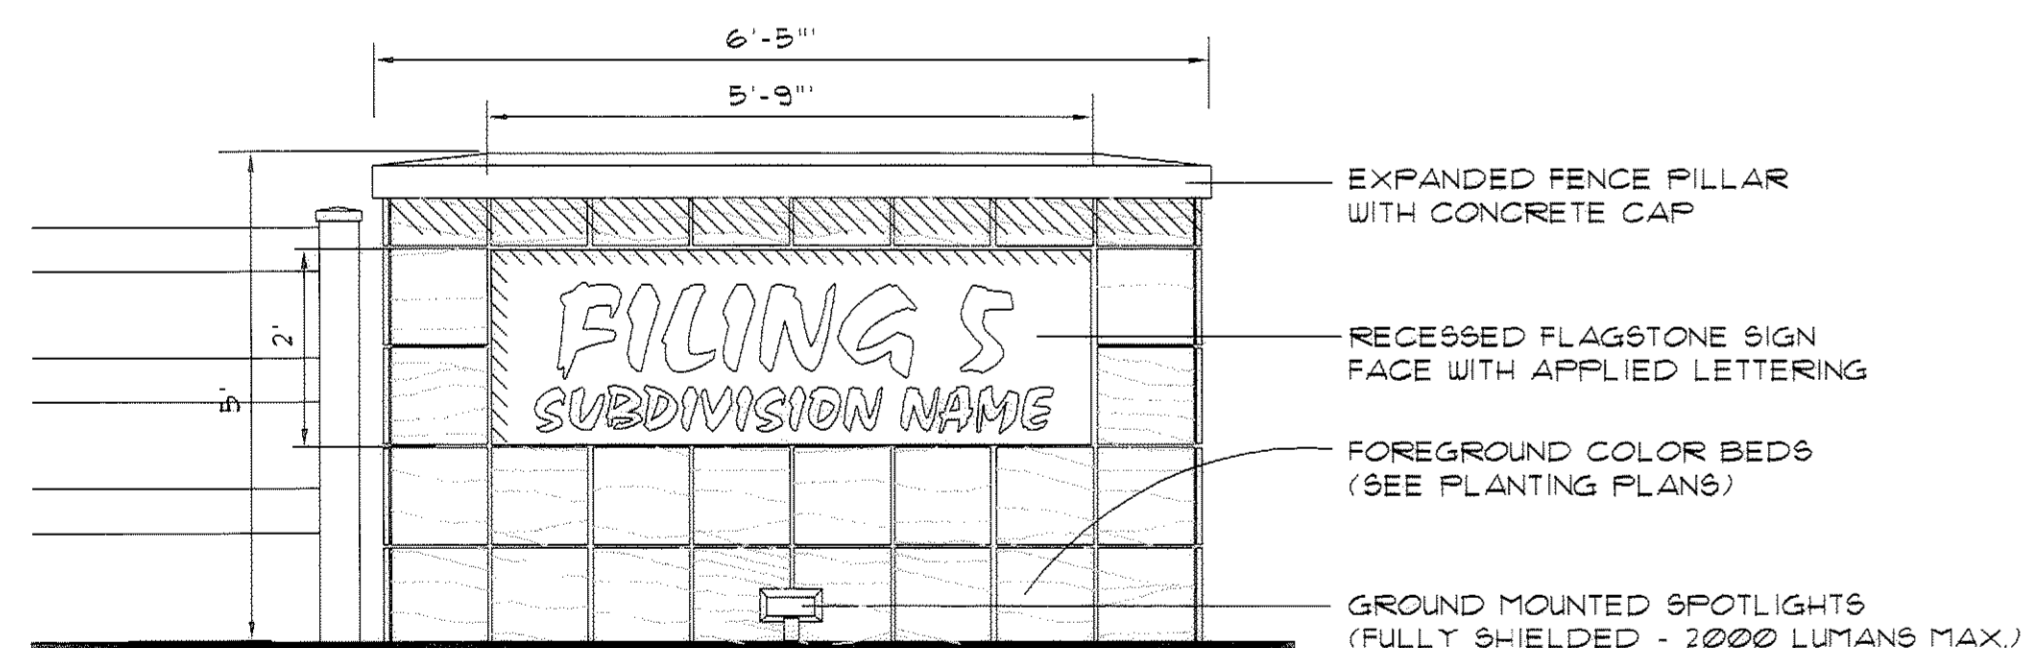 6'-5"'
5'-9"'
EXPANDED FENCE PILLAR
WITH CONCRETE CAP
2'
5'
FILING 5
SUBDIVISION NAME
RECESSED FLAGSTONE SIGN
FACE WITH APPLIED LETTERING
FOREGROUND COLOR BEDS
(SEE PLANTING PLANS)
GROUND MOUNTED SPOTLIGHTS
(FULLY SHIELDED - 2000 LUMANS MAX.)